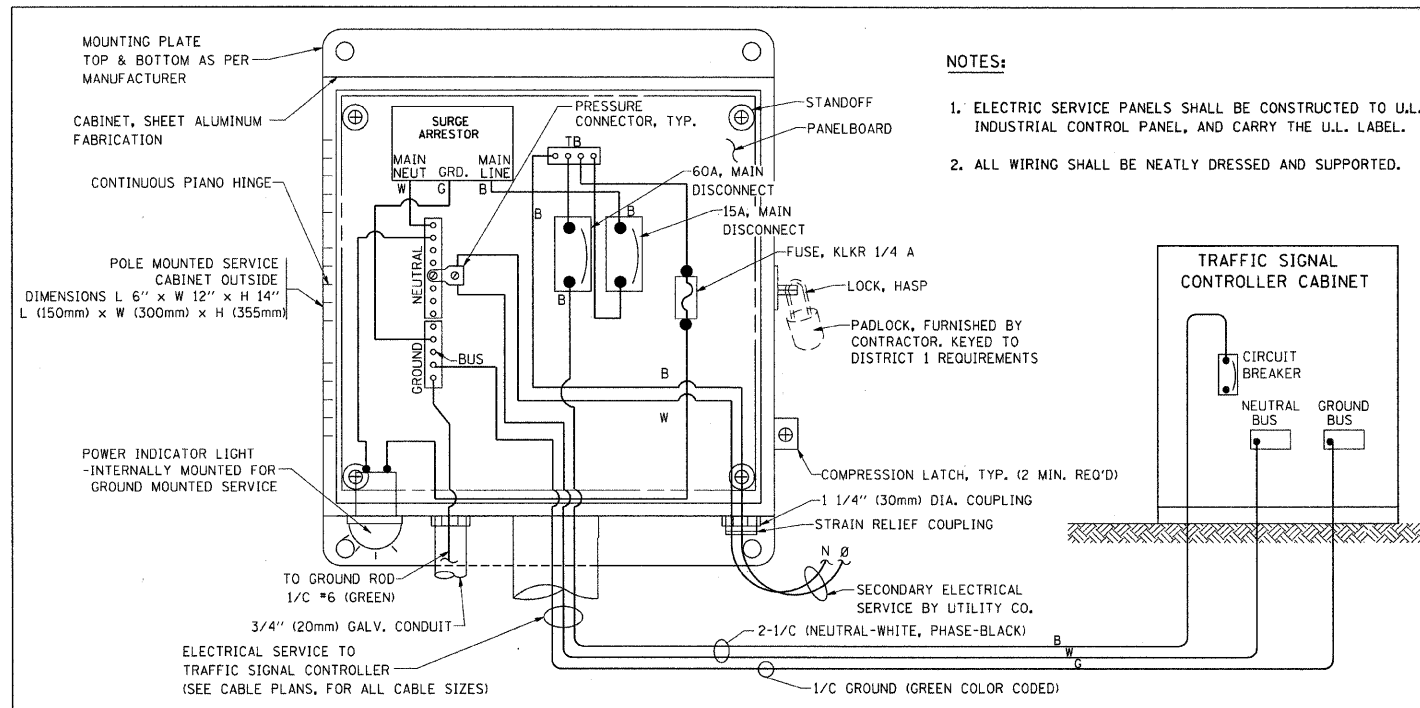 MOUNTING PLATE
TOP & BOTTOM AS PER
MANUFACTURER
CABINET, SHEET ALUMINUM
FABRICATION
CONTINUOUS PIANO HINGE
POLE MOUNTED SERVICE
CABINET OUTSIDE
DIMENSIONS L 6" x W 12" x H 14"
L (150mm) x W (300mm) x H (355mm)
POWER INDICATOR LIGHT
-INTERNALLY MOUNTED FOR
GROUND MOUNTED SERVICE
TO GROUND ROD
1/C #6 (GREEN)
3/4" (20mm) GALV. CONDUIT
ELECTRICAL SERVICE TO
TRAFFIC SIGNAL CONTROLLER
(SEE CABLE PLANS, FOR ALL CABLE SIZES)
SURGE
ARRESTOR
MAIN NEUT
GRD.
MAIN LINE
W
G
B
PRESSURE
CONNECTOR, TYP.
TB
NEUTRAL
GROUND
BUS
B
B
B
B
W
STANDOFF
PANELBOARD
60A, MAIN
DISCONNECT
15A, MAIN
DISCONNECT
FUSE, KLKR 1/4 A
LOCK, HASP
PADLOCK, FURNISHED BY
CONTRACTOR. KEYED TO
DISTRICT 1 REQUIREMENTS
COMPRESSION LATCH, TYP. (2 MIN. REQ'D)
1 1/4" (30mm) DIA. COUPLING
STRAIN RELIEF COUPLING
N Ø
SECONDARY ELECTRICAL
SERVICE BY UTILITY CO.
2-1/C (NEUTRAL-WHITE, PHASE-BLACK)
1/C GROUND (GREEN COLOR CODED)
B
W
G
NOTES:
1. ELECTRIC SERVICE PANELS SHALL BE CONSTRUCTED TO U.L.
INDUSTRIAL CONTROL PANEL, AND CARRY THE U.L. LABEL.
2. ALL WIRING SHALL BE NEATLY DRESSED AND SUPPORTED.
TRAFFIC SIGNAL
CONTROLLER CABINET
CIRCUIT
BREAKER
NEUTRAL
BUS
GROUND
BUS